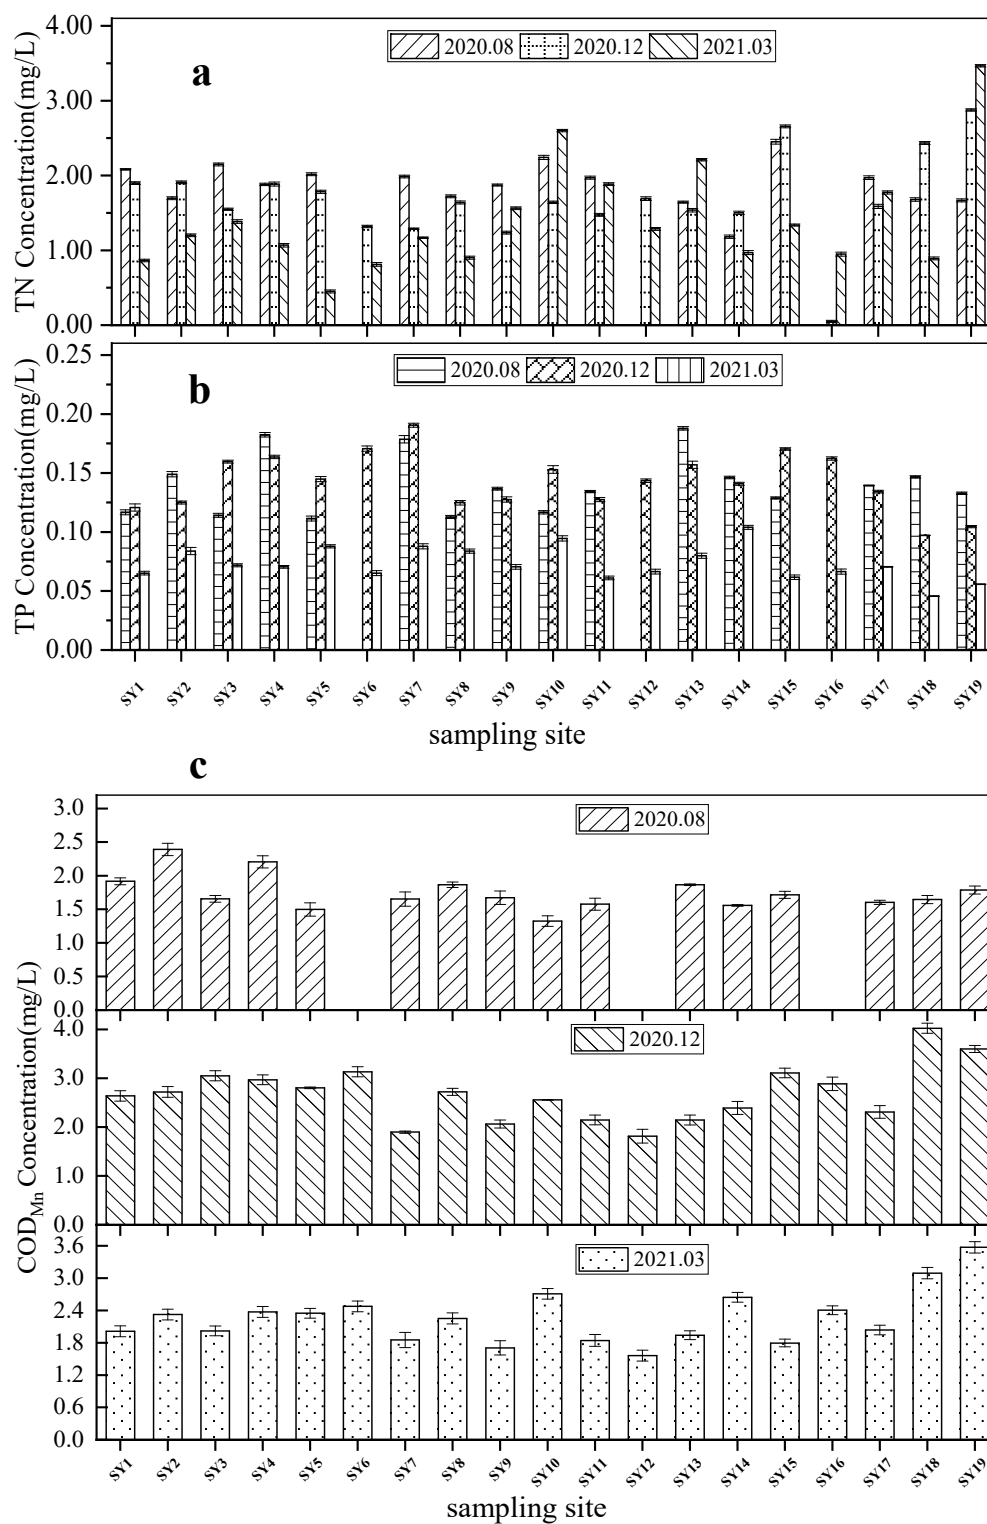 4.00
3.00
2.00
1.00
0.00
TN Concentration(mg/L)
a
2020.08 2020.12 2021.03
0.25
0.20
0.15
0.10
0.05
0.00
TP Concentration(mg/L)
b
2020.08 2020.12 2021.03
SY1 SY2 SY3 SY4 SY5 SY6 SY7 SY8 SY9 SY10 SY11 SY12 SY13 SY14 SY15 SY16 SY17 SY18 SY19
sampling site
c
3.0
2.5
2.0
1.5
1.0
0.5
0.0
2020.08
COD_Mn Concentration(mg/L)
4.0
3.0
2.0
1.0
0.0
2020.12
3.6
3.0
2.4
1.8
1.2
0.6
0.0
2021.03
SY1 SY2 SY3 SY4 SY5 SY6 SY7 SY8 SY9 SY10 SY11 SY12 SY13 SY14 SY15 SY16 SY17 SY18 SY19
sampling site